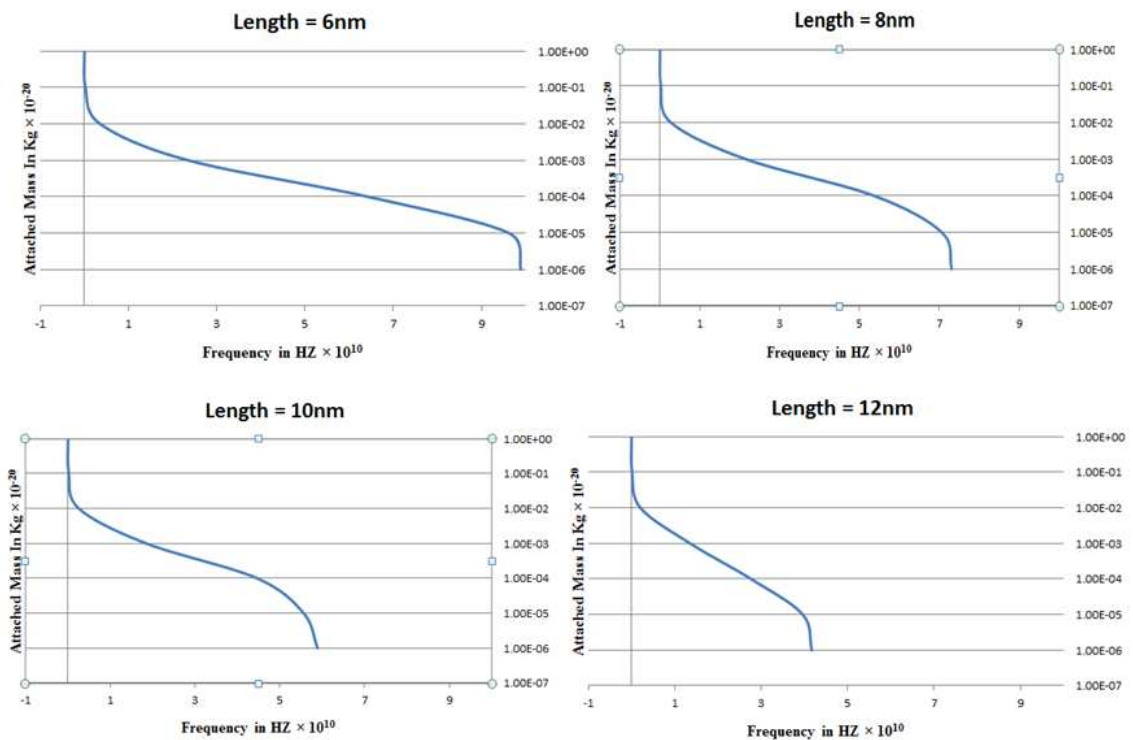 Length = 6nm
Attached Mass In Kg × 10⁻²⁰
1.00E+00
1.00E-01
1.00E-02
1.00E-03
1.00E-04
1.00E-05
1.00E-06
1.00E-07
-1 1 3 5 7 9
Frequency in HZ × 10¹⁰
Length = 8nm
Attached Mass In Kg × 10⁻²⁰
1.00E+00
1.00E-01
1.00E-02
1.00E-03
1.00E-04
1.00E-05
1.00E-06
1.00E-07
-1 1 3 5 7 9
Frequency in HZ × 10¹⁰
Length = 10nm
Attached Mass In Kg × 10⁻²⁰
1.00E+00
1.00E-01
1.00E-02
1.00E-03
1.00E-04
1.00E-05
1.00E-06
1.00E-07
-1 1 3 5 7 9
Frequency in HZ × 10¹⁰
Length = 12nm
Attached Mass In Kg × 10⁻²⁰
1.00E+00
1.00E-01
1.00E-02
1.00E-03
1.00E-04
1.00E-05
1.00E-06
1.00E-07
-1 1 3 5 7 9
Frequency in HZ × 10¹⁰